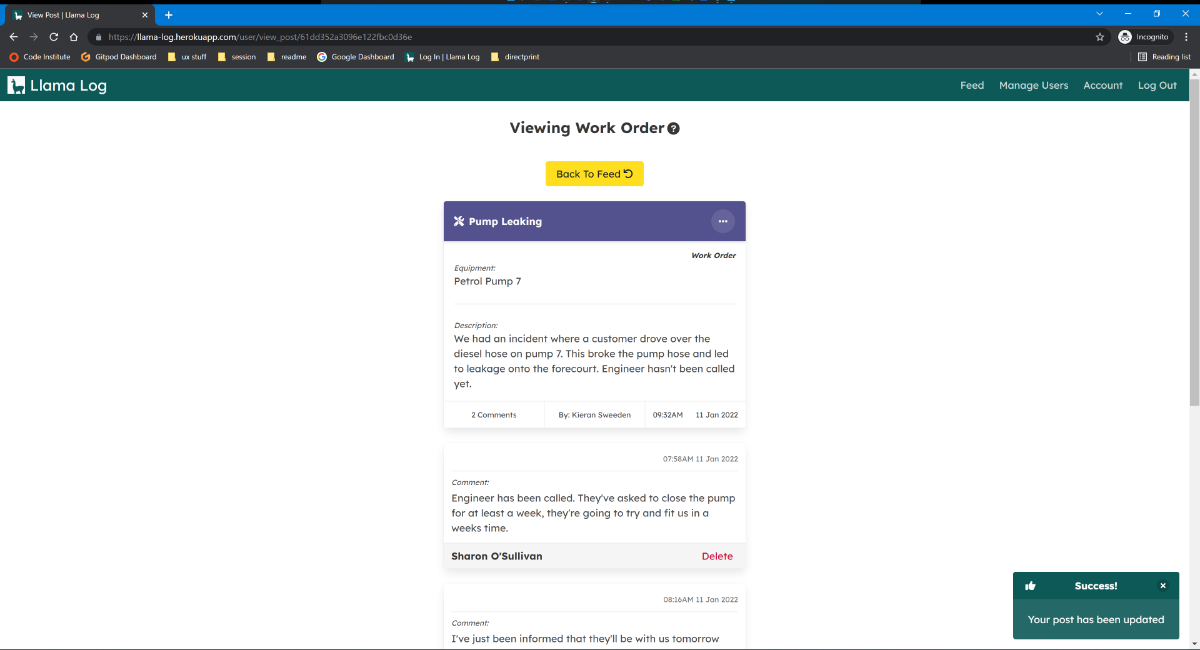 View Post | Llama Log
https://llama-log.herokuapp.com/user/view_post/61dd352a3096e122fbc0d36e
Incognito
Code Institute
Gitpod Dashboard
ux stuff
session
readme
Google Dashboard
Log In | Llama Log
directprint
Reading list
Llama Log
Feed
Manage Users
Account
Log Out
Viewing Work Order
Back To Feed
Pump Leaking
Work Order
Equipment:
Petrol Pump 7
Description:
We had an incident where a customer drove over the
diesel hose on pump 7. This broke the pump hose and led
to leakage onto the forecourt. Engineer hasn't been called
yet.
2 Comments
By: Kieran Sweeden
09:32AM 11 Jan 2022
07:58AM 11 Jan 2022
Comment:
Engineer has been called. They've asked to close the pump
for at least a week, they're going to try and fit us in a
weeks time.
Sharon O'Sullivan
Delete
08:16AM 11 Jan 2022
Comment:
I've just been informed that they'll be with us tomorrow
Success!
Your post has been updated